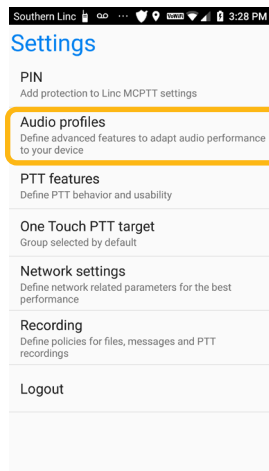 Southern Linc ... VoWiFi 3:28 PM
Settings
PIN
Add protection to Linc MCPTT settings
Audio profiles
Define advanced features to adapt audio performance
to your device
PTT features
Define PTT behavior and usability
One Touch PTT target
Group selected by default
Network settings
Define network related parameters for the best
performance
Recording
Define policies for files, messages and PTT
recordings
Logout